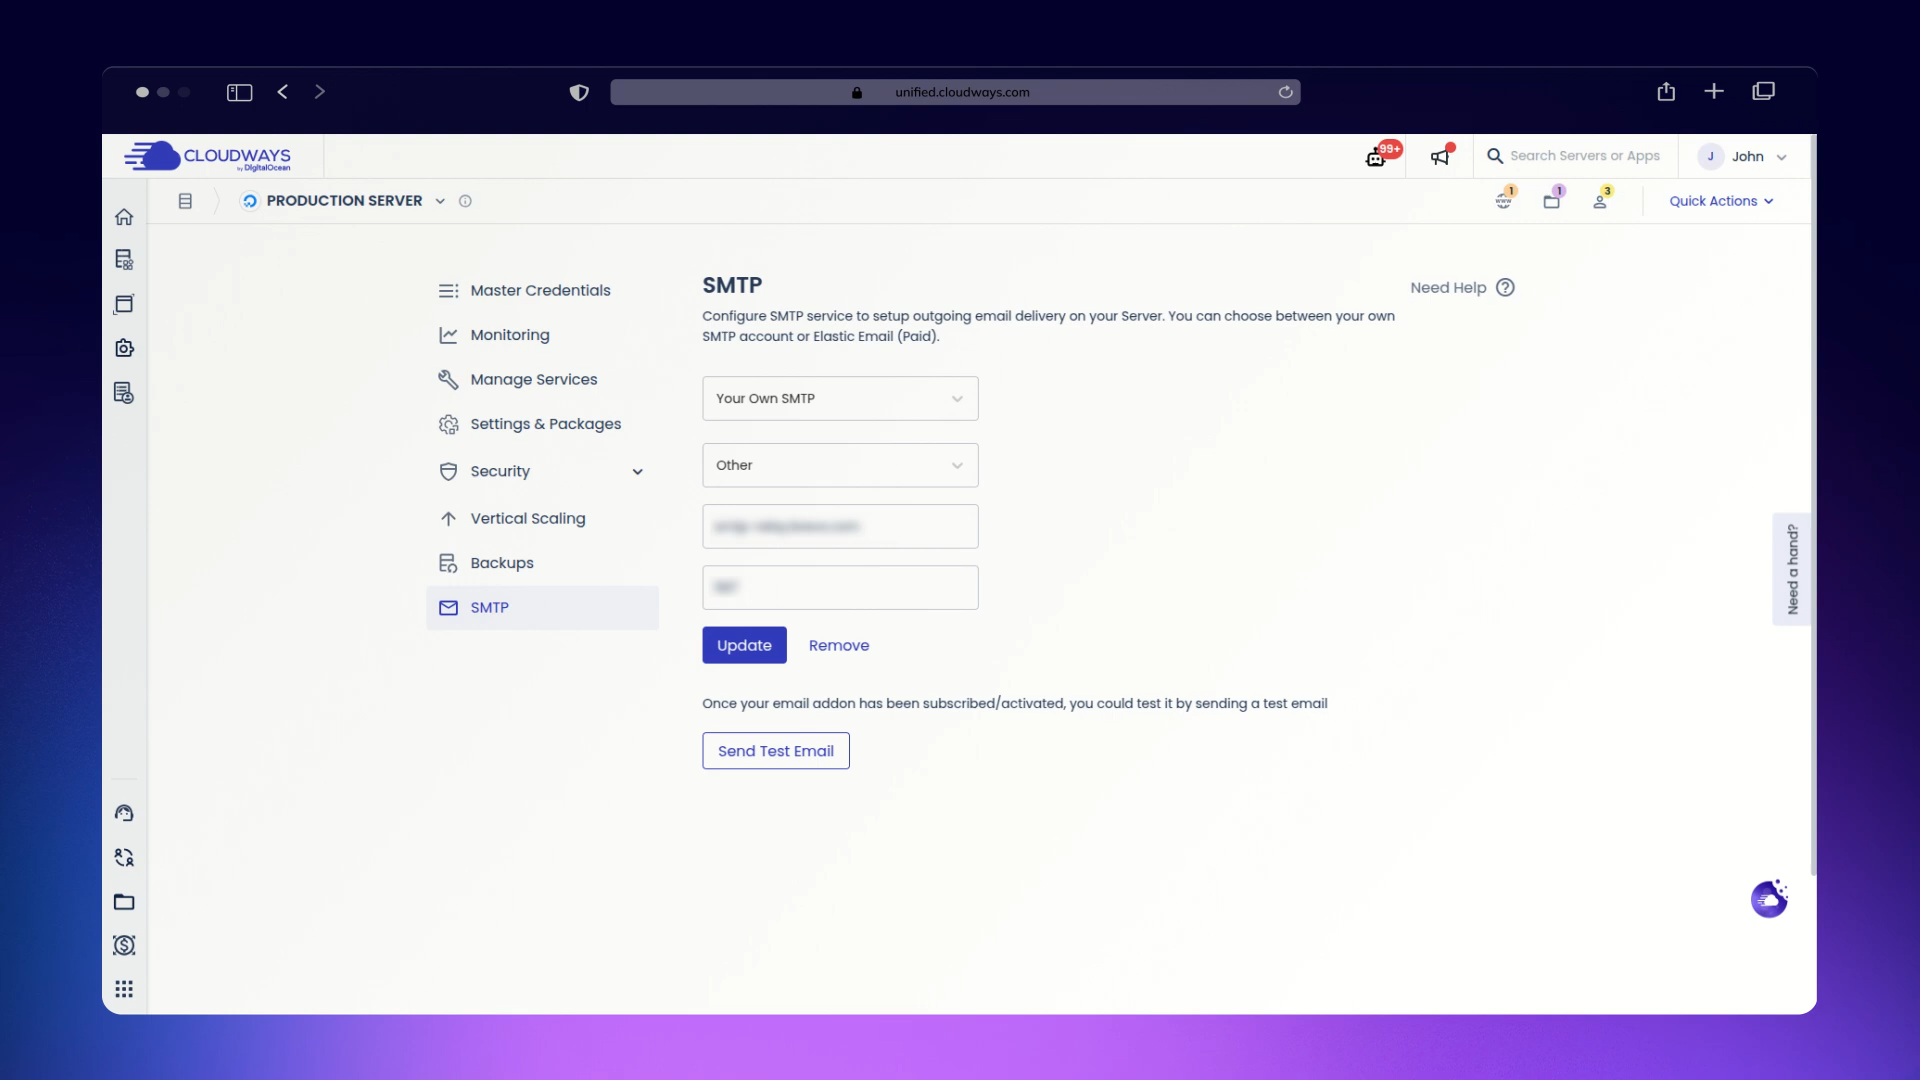 unified.cloudways.com
CLOUDWAYS
by DigitalOcean
99+
Search Servers or Apps
J
John
PRODUCTION SERVER
www
1
1
3
Quick Actions
Master Credentials
Monitoring
Manage Services
Settings & Packages
Security
Vertical Scaling
Backups
SMTP
SMTP
Need Help
Configure SMTP service to setup outgoing email delivery on your Server. You can choose between your own
SMTP account or Elastic Email (Paid).
Your Own SMTP
Other
Update
Remove
Once your email addon has been subscribed/activated, you could test it by sending a test email
Send Test Email
Need a hand?